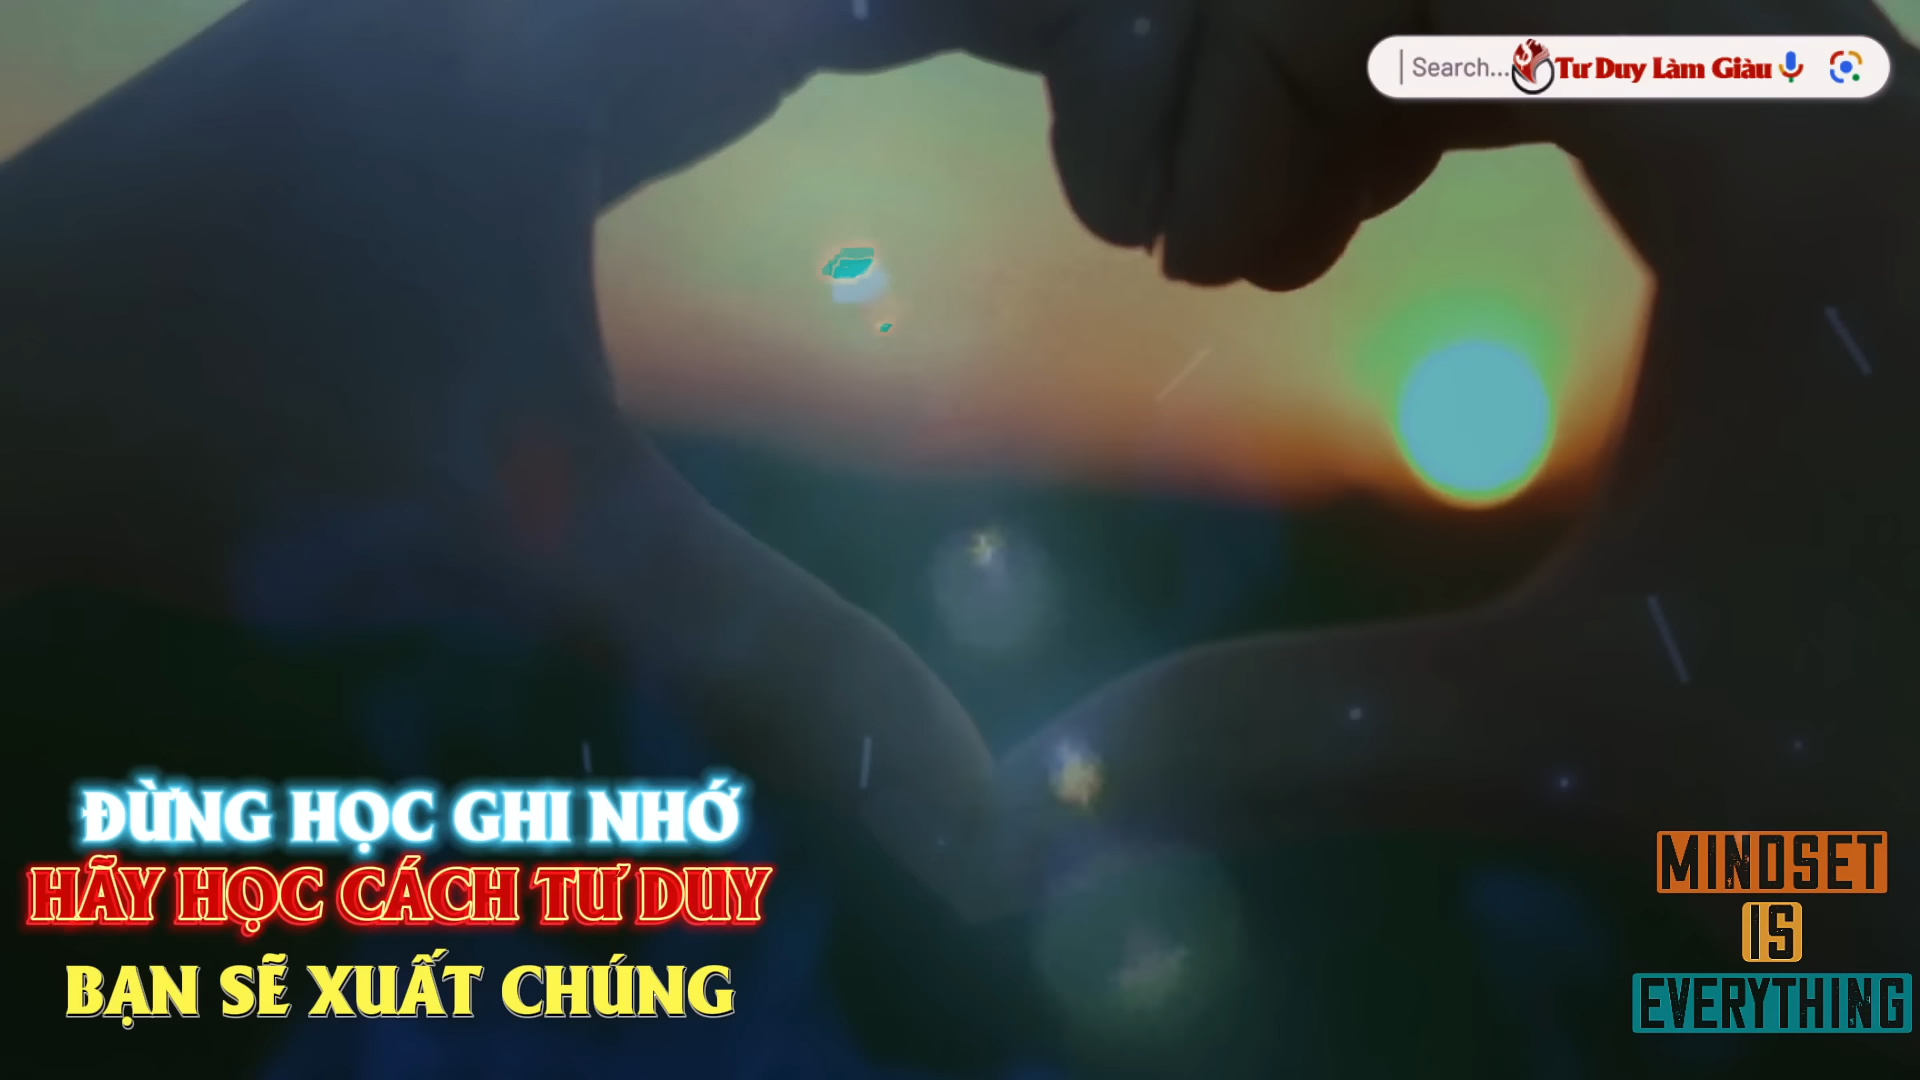 Search... Tư Duy Làm Giàu
ĐỪNG HỌC GHI NHỚ
HÃY HỌC CÁCH TƯ DUY
BẠN SẼ XUẤT CHÚNG
MINDSET
IS
EVERYTHING